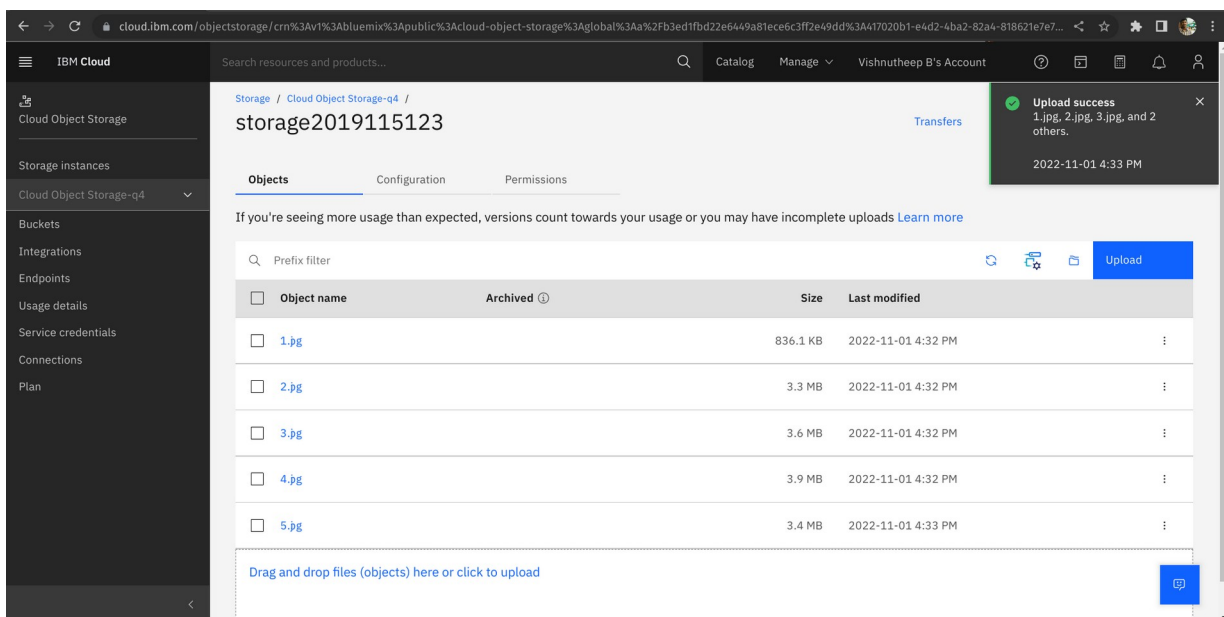 cloud.ibm.com/objectstorage/crn%3Av1%3Abluemix%3Apublic%3Acloud-object-storage%3Aglobal%3Aa%2Fb3ed1fbd22e6449a81ece6c3ff2e49dd%3A417020b1-e4d2-4ba2-82a4-818621e7e7...
IBM Cloud
Search resources and products...
Catalog
Manage
Vishnutheep B's Account
Cloud Object Storage
Storage instances
Cloud Object Storage-q4
Buckets
Integrations
Endpoints
Usage details
Service credentials
Connections
Plan
Storage / Cloud Object Storage-q4 /
storage2019115123
Transfers
Upload success
1.jpg, 2.jpg, 3.jpg, and 2
others.
2022-11-01 4:33 PM
Objects
Configuration
Permissions
If you're seeing more usage than expected, versions count towards your usage or you may have incomplete uploads Learn more
Prefix filter
Upload
Object name Archived Size Last modified
1.jpg 836.1 KB 2022-11-01 4:32 PM
2.jpg 3.3 MB 2022-11-01 4:32 PM
3.jpg 3.6 MB 2022-11-01 4:32 PM
4.jpg 3.9 MB 2022-11-01 4:32 PM
5.jpg 3.4 MB 2022-11-01 4:33 PM
Drag and drop files (objects) here or click to upload